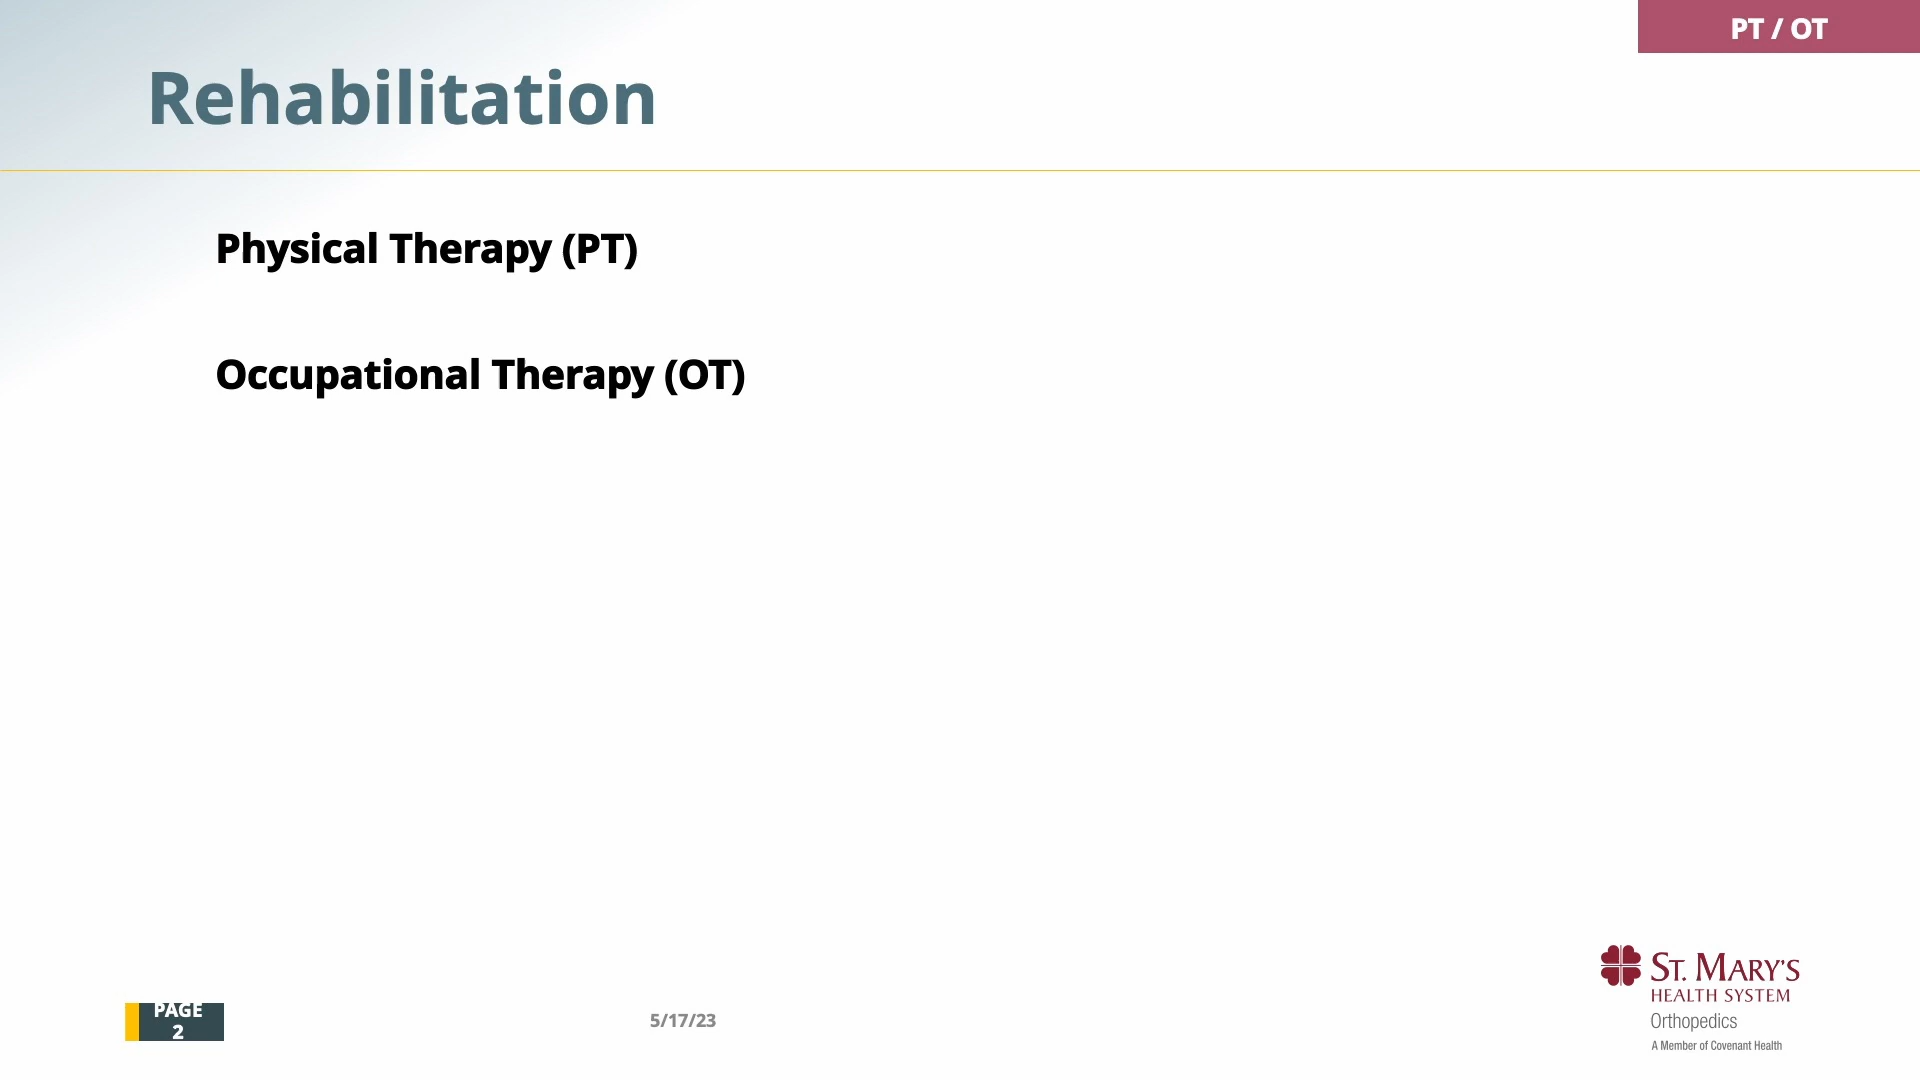 PT / OT
Rehabilitation
Physical Therapy (PT)
Occupational Therapy (OT)
PAGE
2
5/17/23
ST. MARY'S
HEALTH SYSTEM
Orthopedics
A Member of Covenant Health